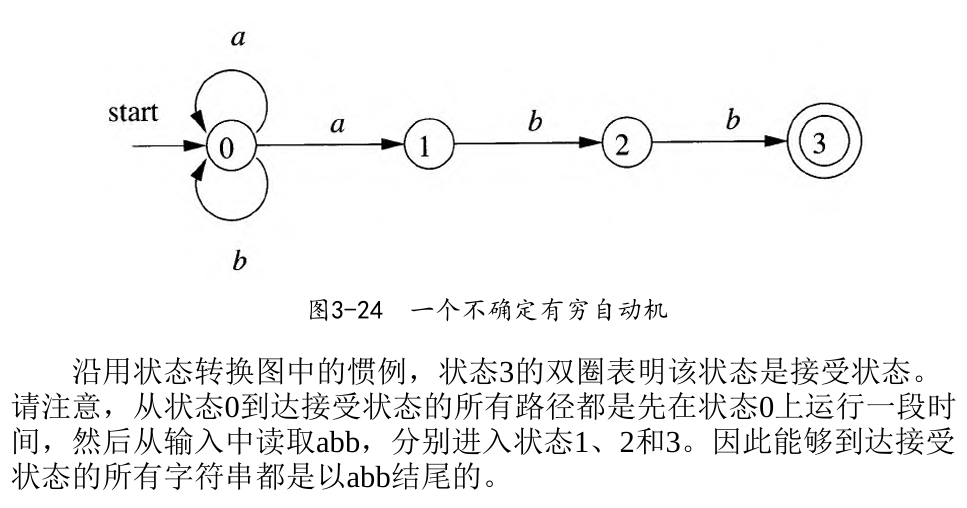 a
start
0
a
1
b
2
b
3
b
图3-24 一个不确定有穷自动机
沿用状态转换图中的惯例，状态3的双圈表明该状态是接受状态。
请注意，从状态0到达接受状态的所有路径都是先在状态0上运行一段时
间，然后从输入中读取abb，分别进入状态1、2和3。因此能够到达接受
状态的所有字符串都是以abb结尾的。